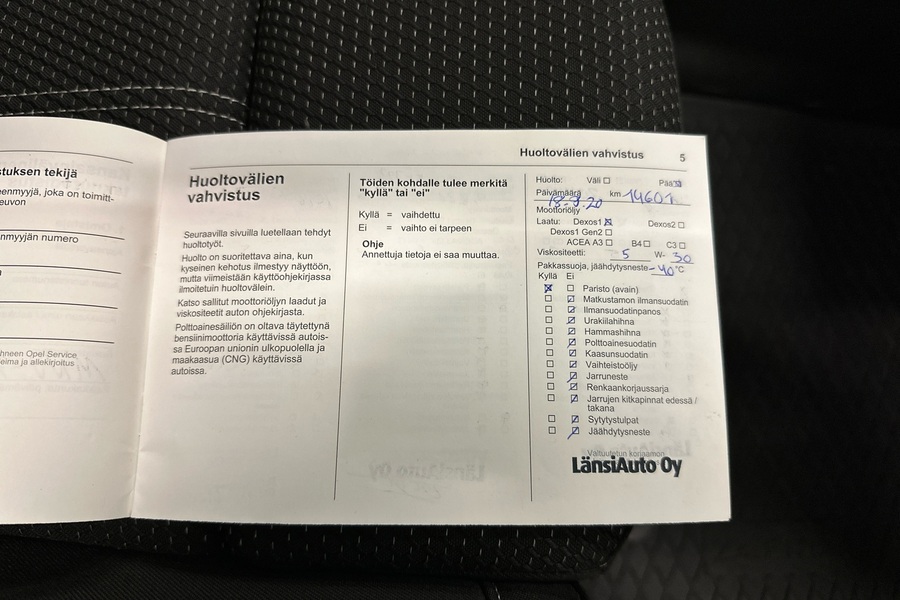 stuksen tekijä
enmyyjä, joka on toimitti-
euvon
nmyyjän numero
hneen Opel Service
eima ja allekirjoitus
Huoltovälien vahvistus 5
Huoltovälien
vahvistus
Seuraavilla sivuilla luetellaan tehdyt
huoltotyöt.
Huolto on suoritettava aina, kun
kyseinen kehotus ilmestyy näyttöön,
mutta viimeistään käyttöohjekirjassa
ilmoitetuin huoltovälein.
Katso sallitut moottoriöljyn laadut ja
viskositeetit auton ohjekirjasta.
Polttoainesäiliön on oltava täytettynä
bensiinimoottoria käyttävissä autois-
sa Euroopan unionin ulkopuolella ja
maakaasua (CNG) käyttävissä
autoissa.
Töiden kohdalle tulee merkitä
"kyllä" tai "ei"
Kyllä = vaihdettu
Ei = vaihto ei tarpeen
Ohje
Annettuja tietoja ei saa muuttaa.
Huolto: Väli Pää
Päivämäärä 18-9.20 km 14601
Moottoriöljy
Laatu: Dexos1 Dexos2
Dexos1 Gen2
ACEA A3 B4 C3
Viskositeetti: 5 W- 30
Pakkassuoja, jäähdytysneste -40 °C
Kyllä Ei
Paristo (avain)
Matkustamon ilmansuodatin
Ilmansuodatinpanos
Urakiilahihna
Hammashihna
Polttoainesuodatin
Kaasunsuodatin
Vaihteistoöljy
Jarruneste
Renkaankorjaussarja
Jarrujen kitkapinnat edessä /
takana
Sytytystulpat
Jäähdytysneste
Valtuutetun korjaamon
LänsiAuto Oy